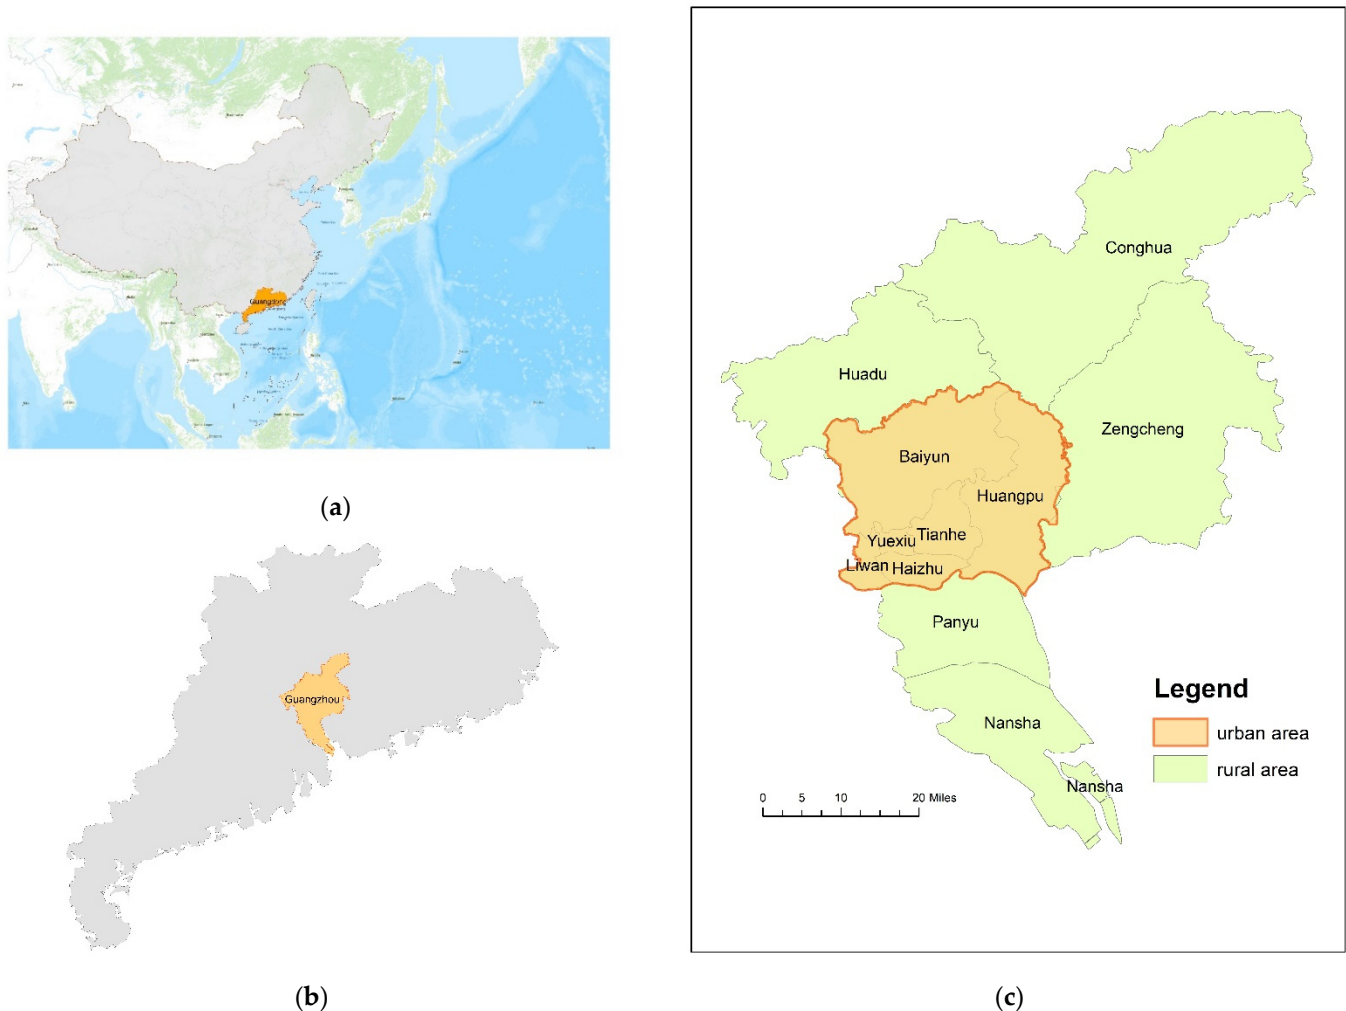 Guangdong
(a)
Guangzhou
(b)
Conghua
Huadu
Zengcheng
Baiyun
Huangpu
Yuexiu Tianhe
Liwan Haizhu
Panyu
Nansha
Nansha
Legend
urban area
rural area
0 5 10 20 Miles
(c)